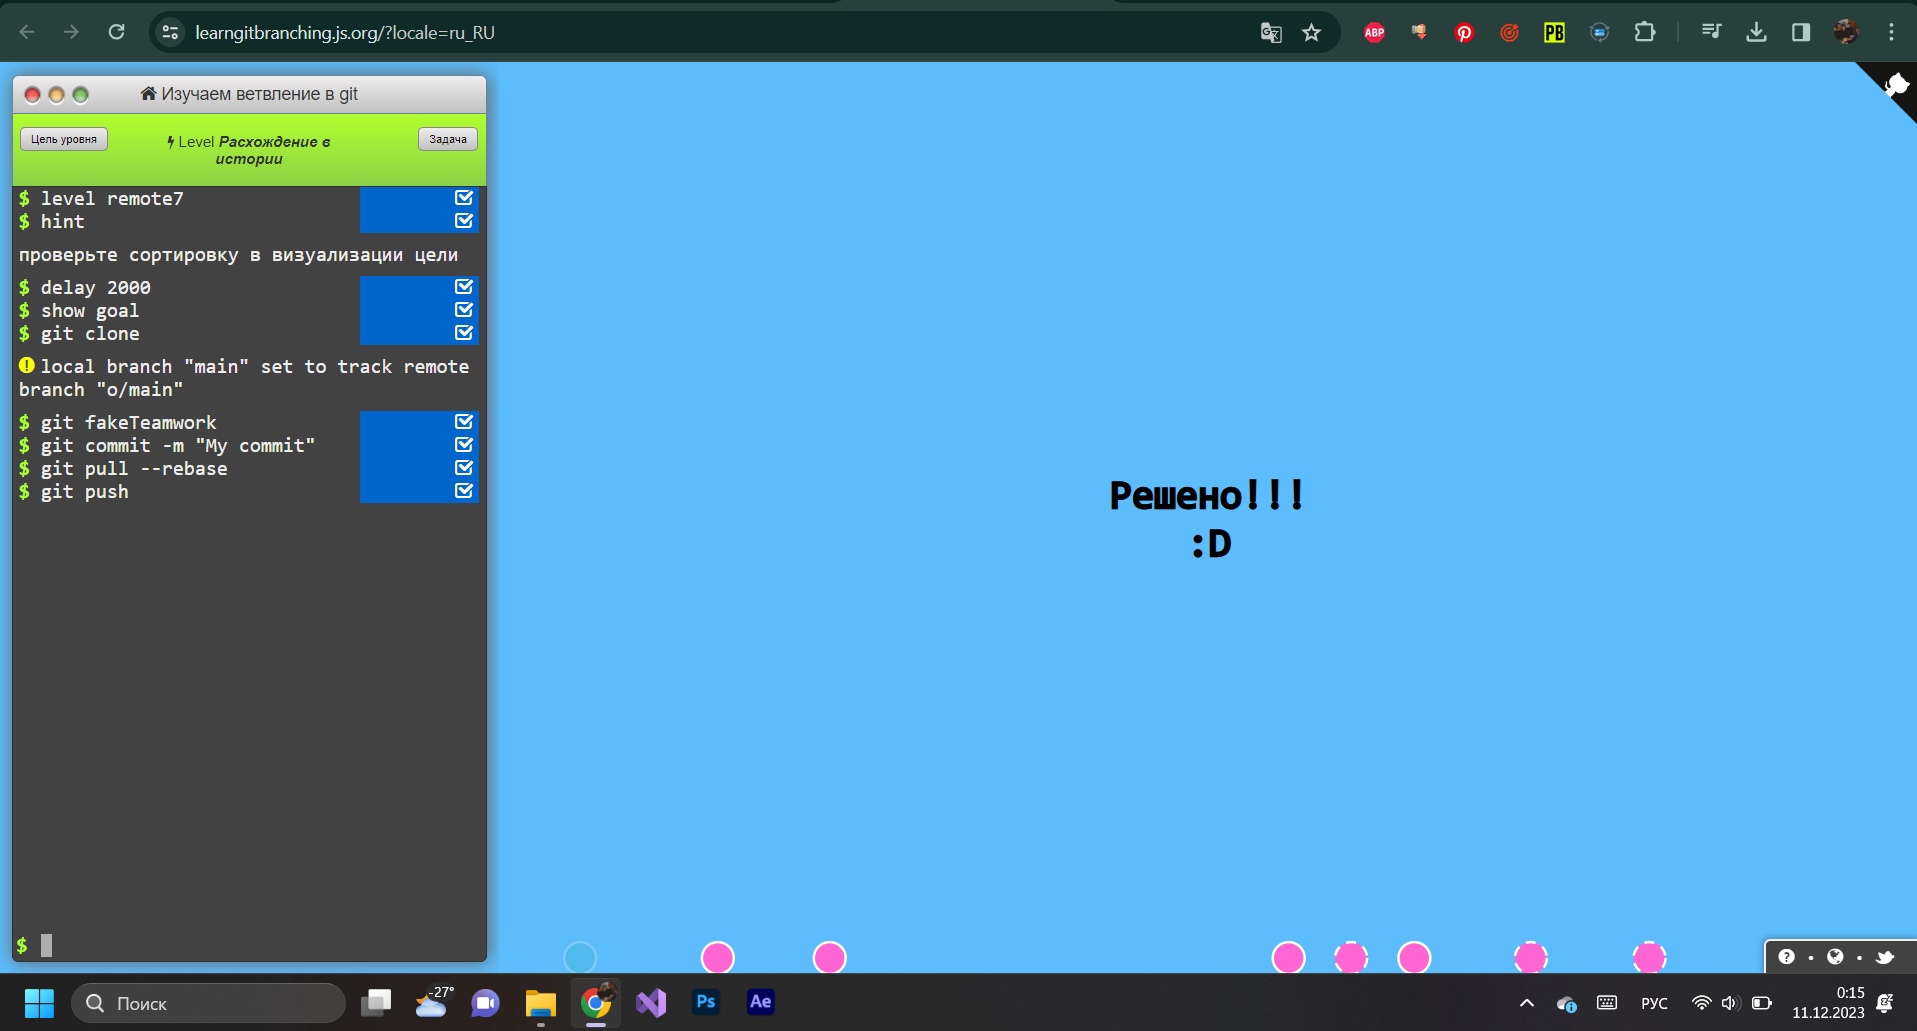 learngitbranching.js.org/?locale=ru_RU
ABP
PB
Изучаем ветвление в git
Цель уровня
Level Расхождение в
истории
Задача
$ level remote7
$ hint
проверьте сортировку в визуализации цели
$ delay 2000
$ show goal
$ git clone
local branch "main" set to track remote
branch "o/main"
$ git fakeTeamwork
$ git commit -m "My commit"
$ git pull --rebase
$ git push
$
Решено!!!
:D
Поиск
-27°
Ps
Ae
РУС
0:15
11.12.2023